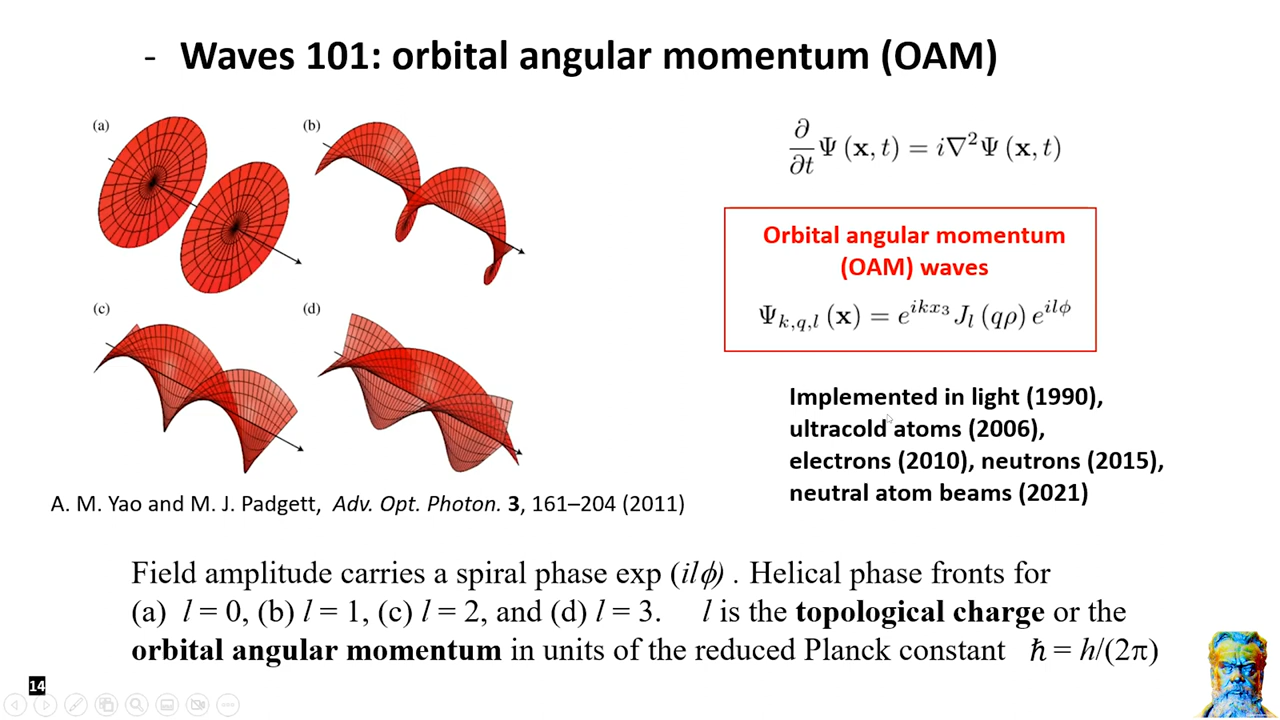 - Waves 101: orbital angular momentum (OAM)
(a)
(b)
(c)
(d)
A. M. Yao and M. J. Padgett, Adv. Opt. Photon. 3, 161–204 (2011)
∂/∂t Ψ (x, t) = i∇²Ψ (x, t)
Orbital angular momentum
(OAM) waves
Ψ_{k,q,l} (x) = e^{ikx₃} J_l (qρ) e^{ilϕ}
Implemented in light (1990),
ultracold atoms (2006),
electrons (2010), neutrons (2015),
neutral atom beams (2021)
Field amplitude carries a spiral phase exp (ilϕ) . Helical phase fronts for
(a) l = 0, (b) l = 1, (c) l = 2, and (d) l = 3. l is the topological charge or the
orbital angular momentum in units of the reduced Planck constant ℏ = h/(2π)
14